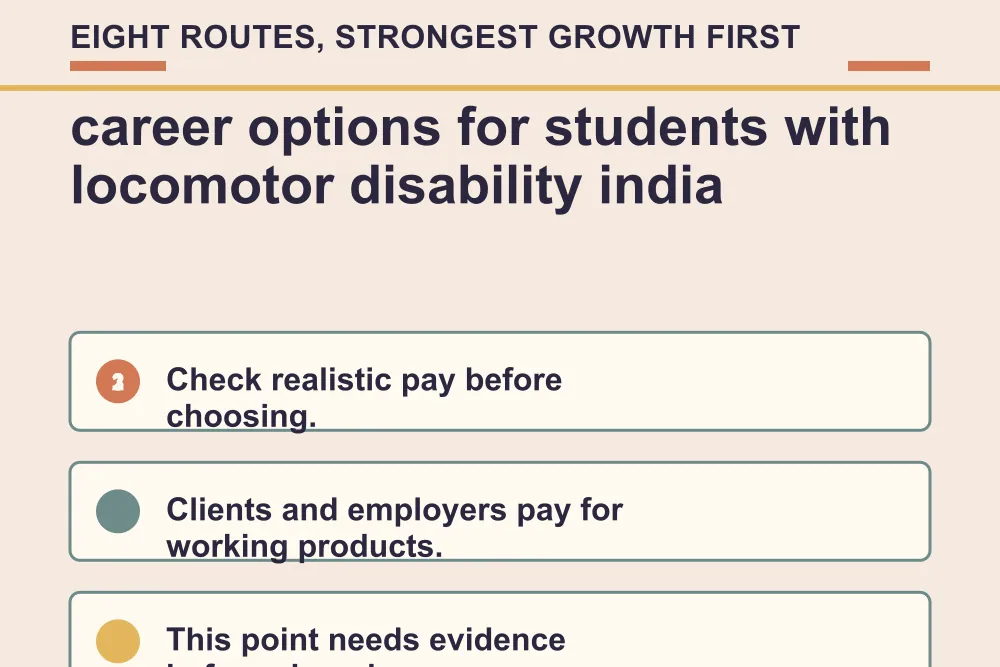 EIGHT ROUTES, STRONGEST GROWTH FIRST
career options for students with
locomotor disability india
Check realistic pay before
choosing.
Clients and employers pay for
working products.
This point needs evidence